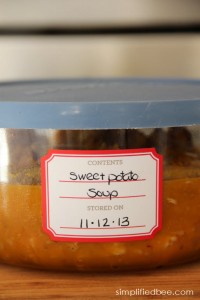 CONTENTS
Sweet potato
Soup
STORED ON
11·12·13
simplifiedbee.com